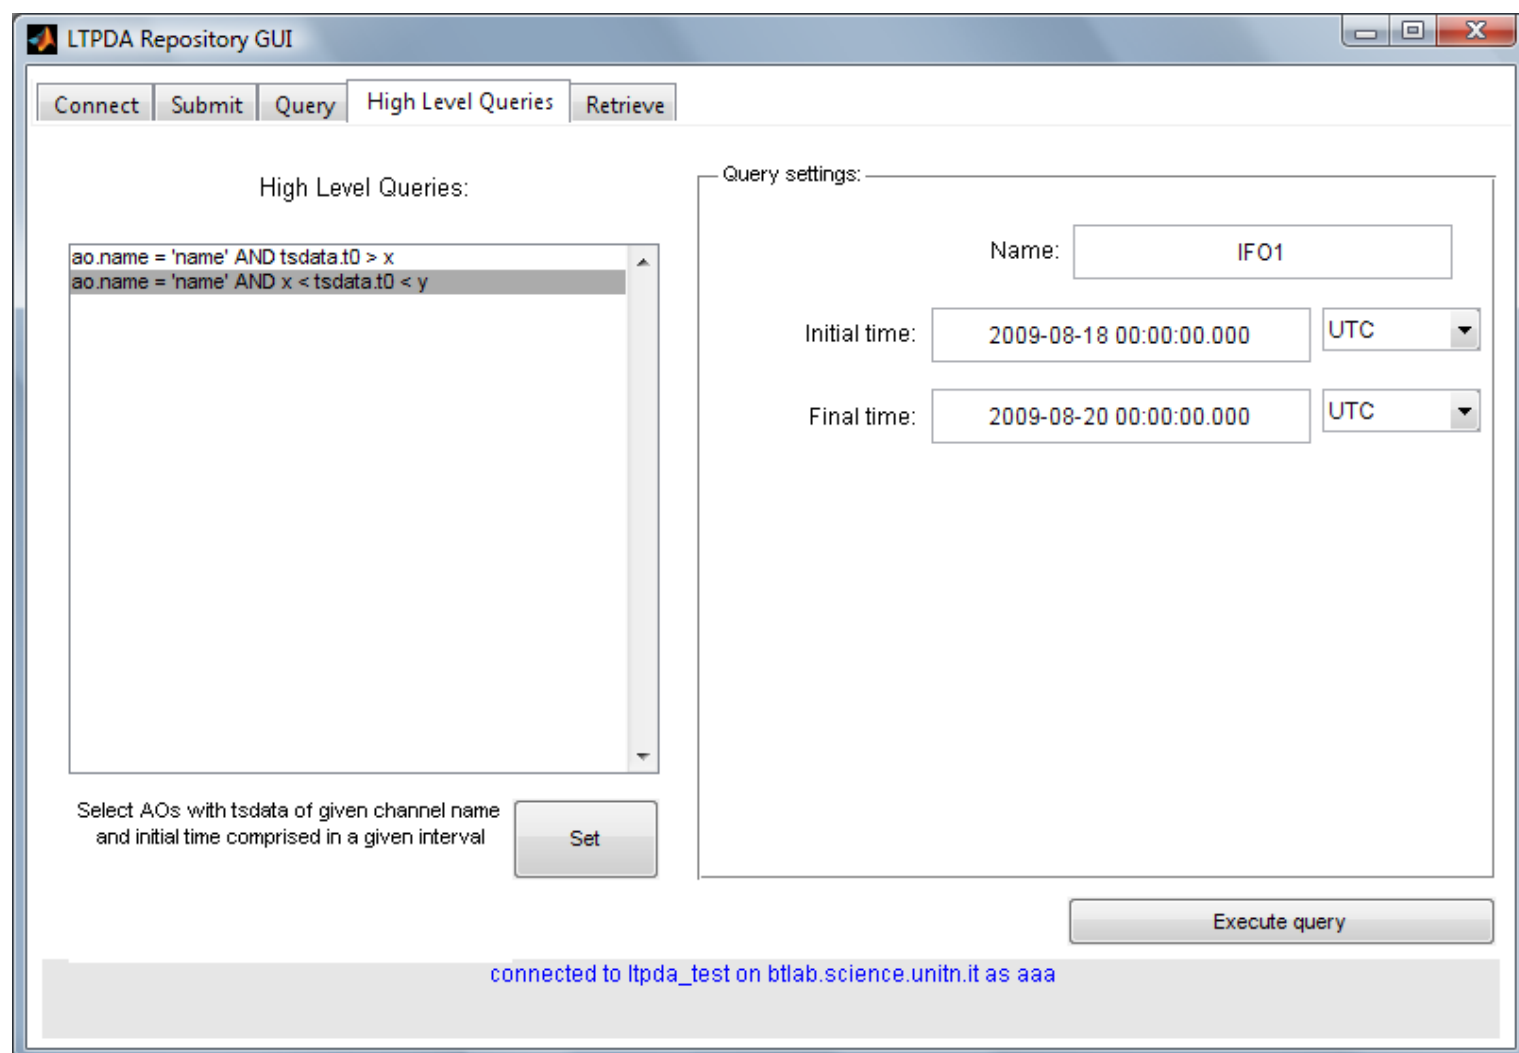 LTPDA Repository GUI
Connect Submit Query High Level Queries Retrieve
High Level Queries:
ao.name = 'name' AND tsdata.t0 > x
ao.name = 'name' AND x < tsdata.t0 < y
Select AOs with tsdata of given channel name
and initial time comprised in a given interval
Set
Query settings:
Name: IFO1
Initial time: 2009-08-18 00:00:00.000 UTC
Final time: 2009-08-20 00:00:00.000 UTC
Execute query
connected to ltpda_test on btlab.science.unitn.it as aaa